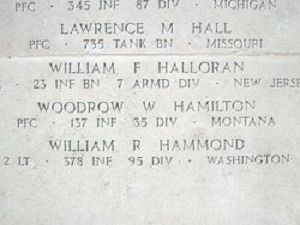 PFC • 345 INF 87 DIV • MICHIGAN
LAWRENCE M HALL
PFC • 735 TANK BN • MISSOURI
WILLIAM F HALLORAN
• 23 INF BN 7 ARMD DIV • NEW JERSE
WOODROW W HAMILTON
PFC • 137 INF 35 DIV • MONTANA
WILLIAM R HAMMOND
2 LT • 378 INF 95 DIV • WASHINGTON